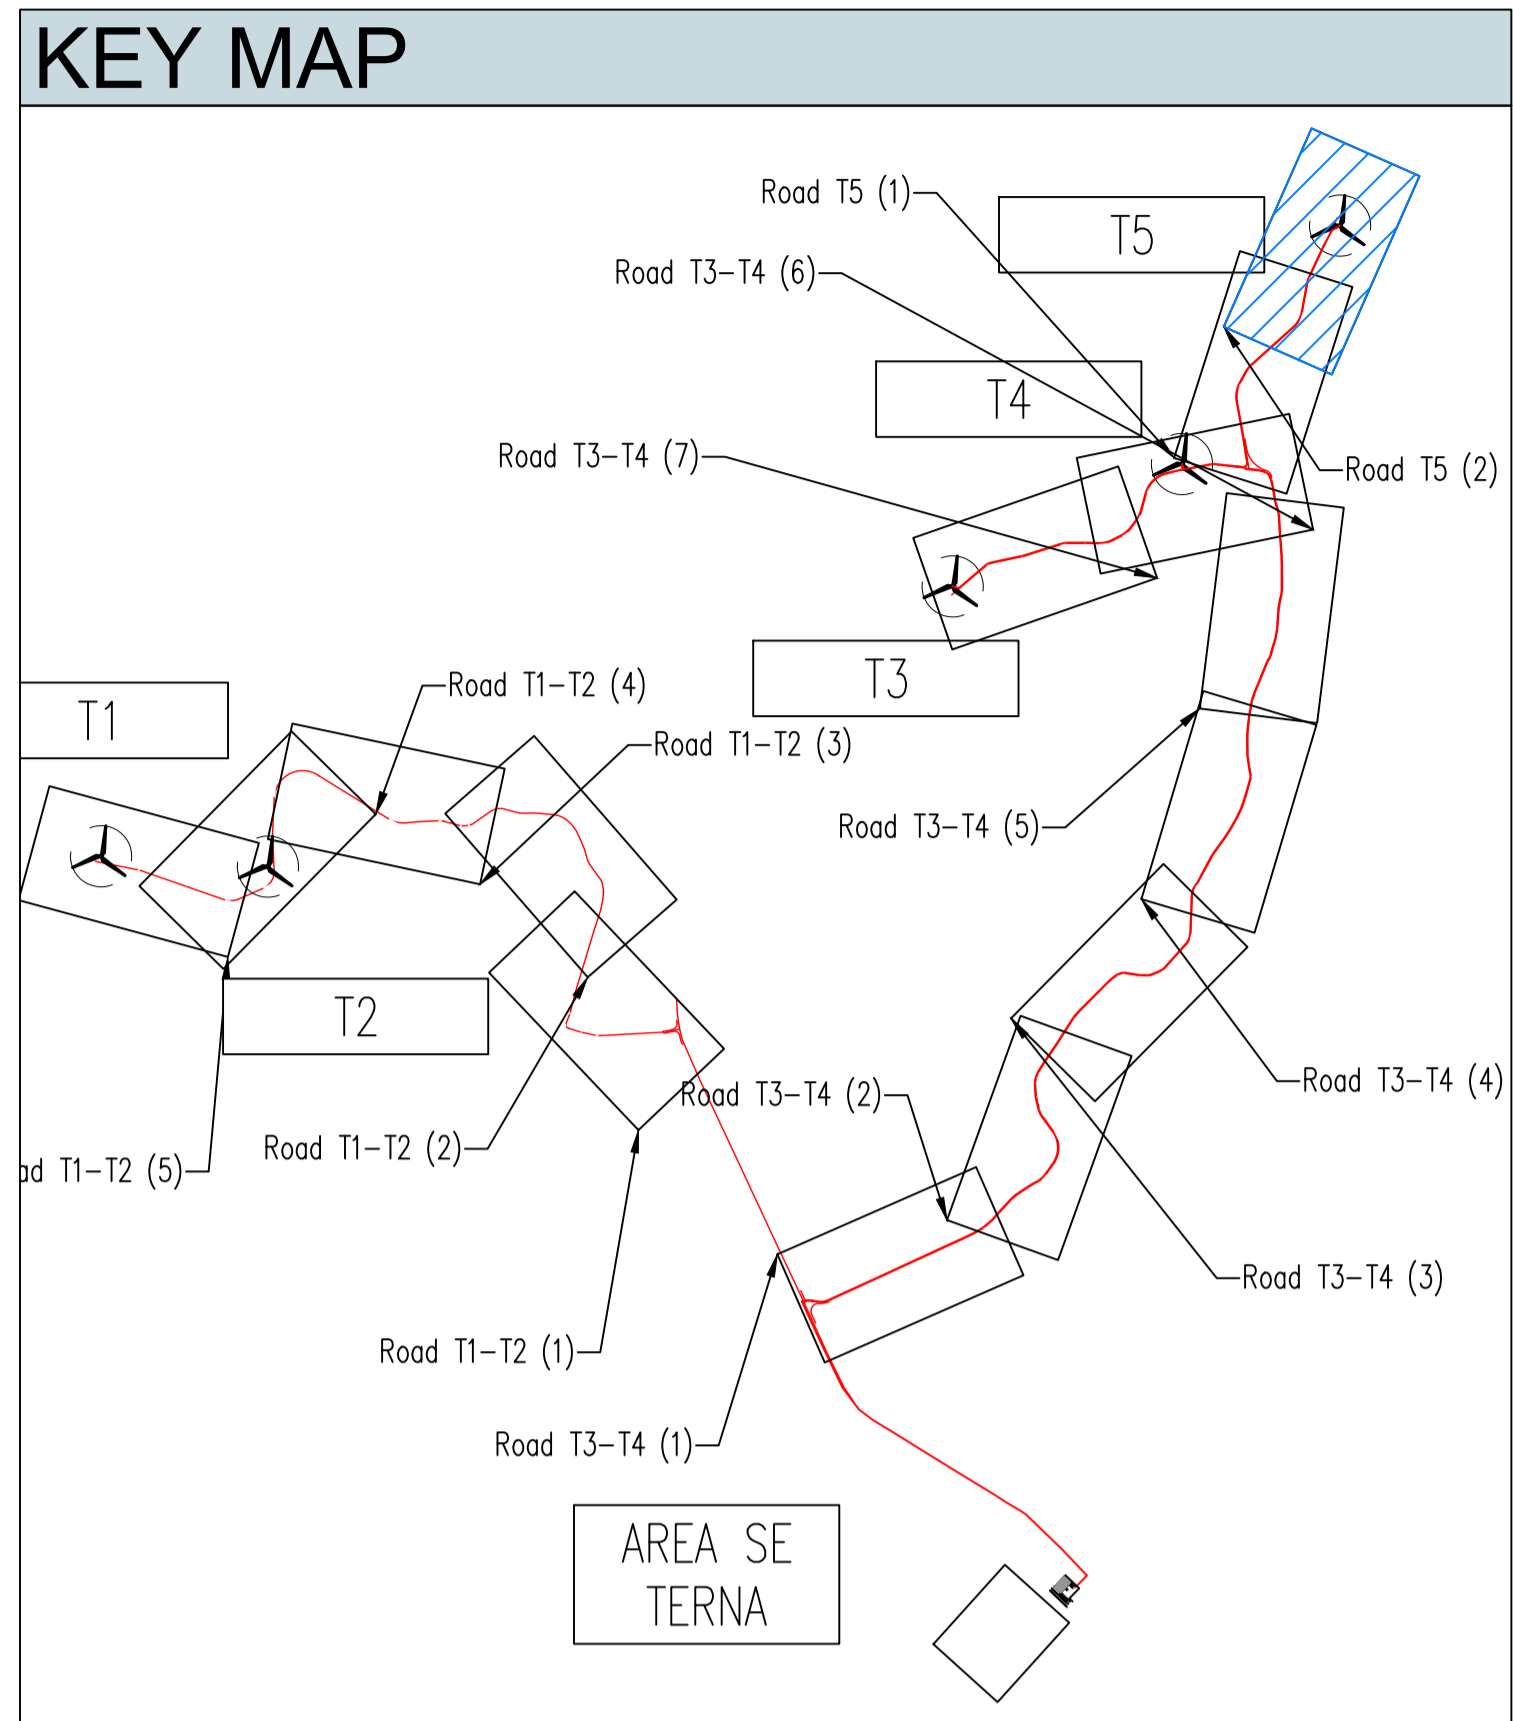 KEY MAP
Road T5 (1)
T5
Road T3-T4 (6)
T4
Road T3-T4 (7)
Road T5 (2)
T3
Road T1-T2 (4)
T1
Road T1-T2 (3)
Road T3-T4 (5)
T2
Road T3-T4 (4)
Road T3-T4 (2)
Road T1-T2 (2)
ad T1-T2 (5)
Road T3-T4 (3)
Road T1-T2 (1)
Road T3-T4 (1)
AREA SE
TERNA